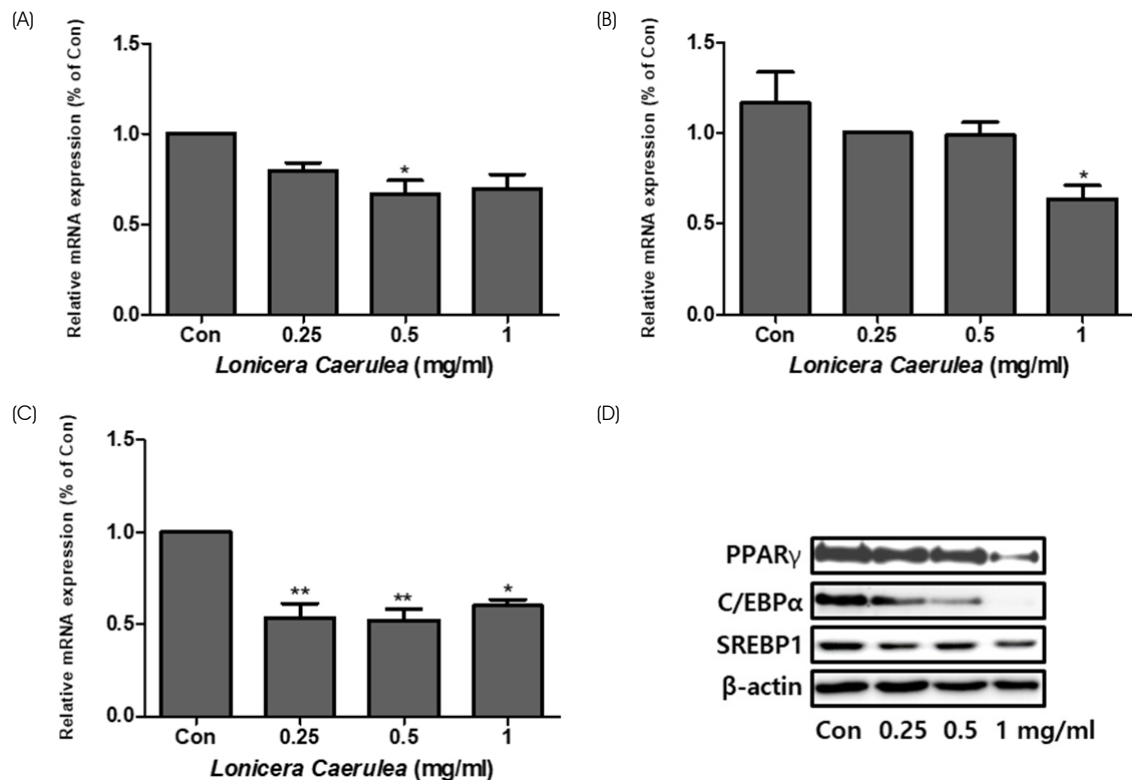 (A)
Relative mRNA expression (% of Con)
1.5
1.0
0.5
0.0
*
Con 0.25 0.5 1
Lonicera Caerulea (mg/ml)
(B)
Relative mRNA expression (% of Con)
1.5
1.0
0.5
0.0
*
Con 0.25 0.5 1
Lonicera Caerulea (mg/ml)
(C)
Relative mRNA expression (% of Con)
1.5
1.0
0.5
0.0
** ** *
Con 0.25 0.5 1
Lonicera Caerulea (mg/ml)
(D)
PPARγ
C/EBPα
SREBP1
β-actin
Con 0.25 0.5 1 mg/ml